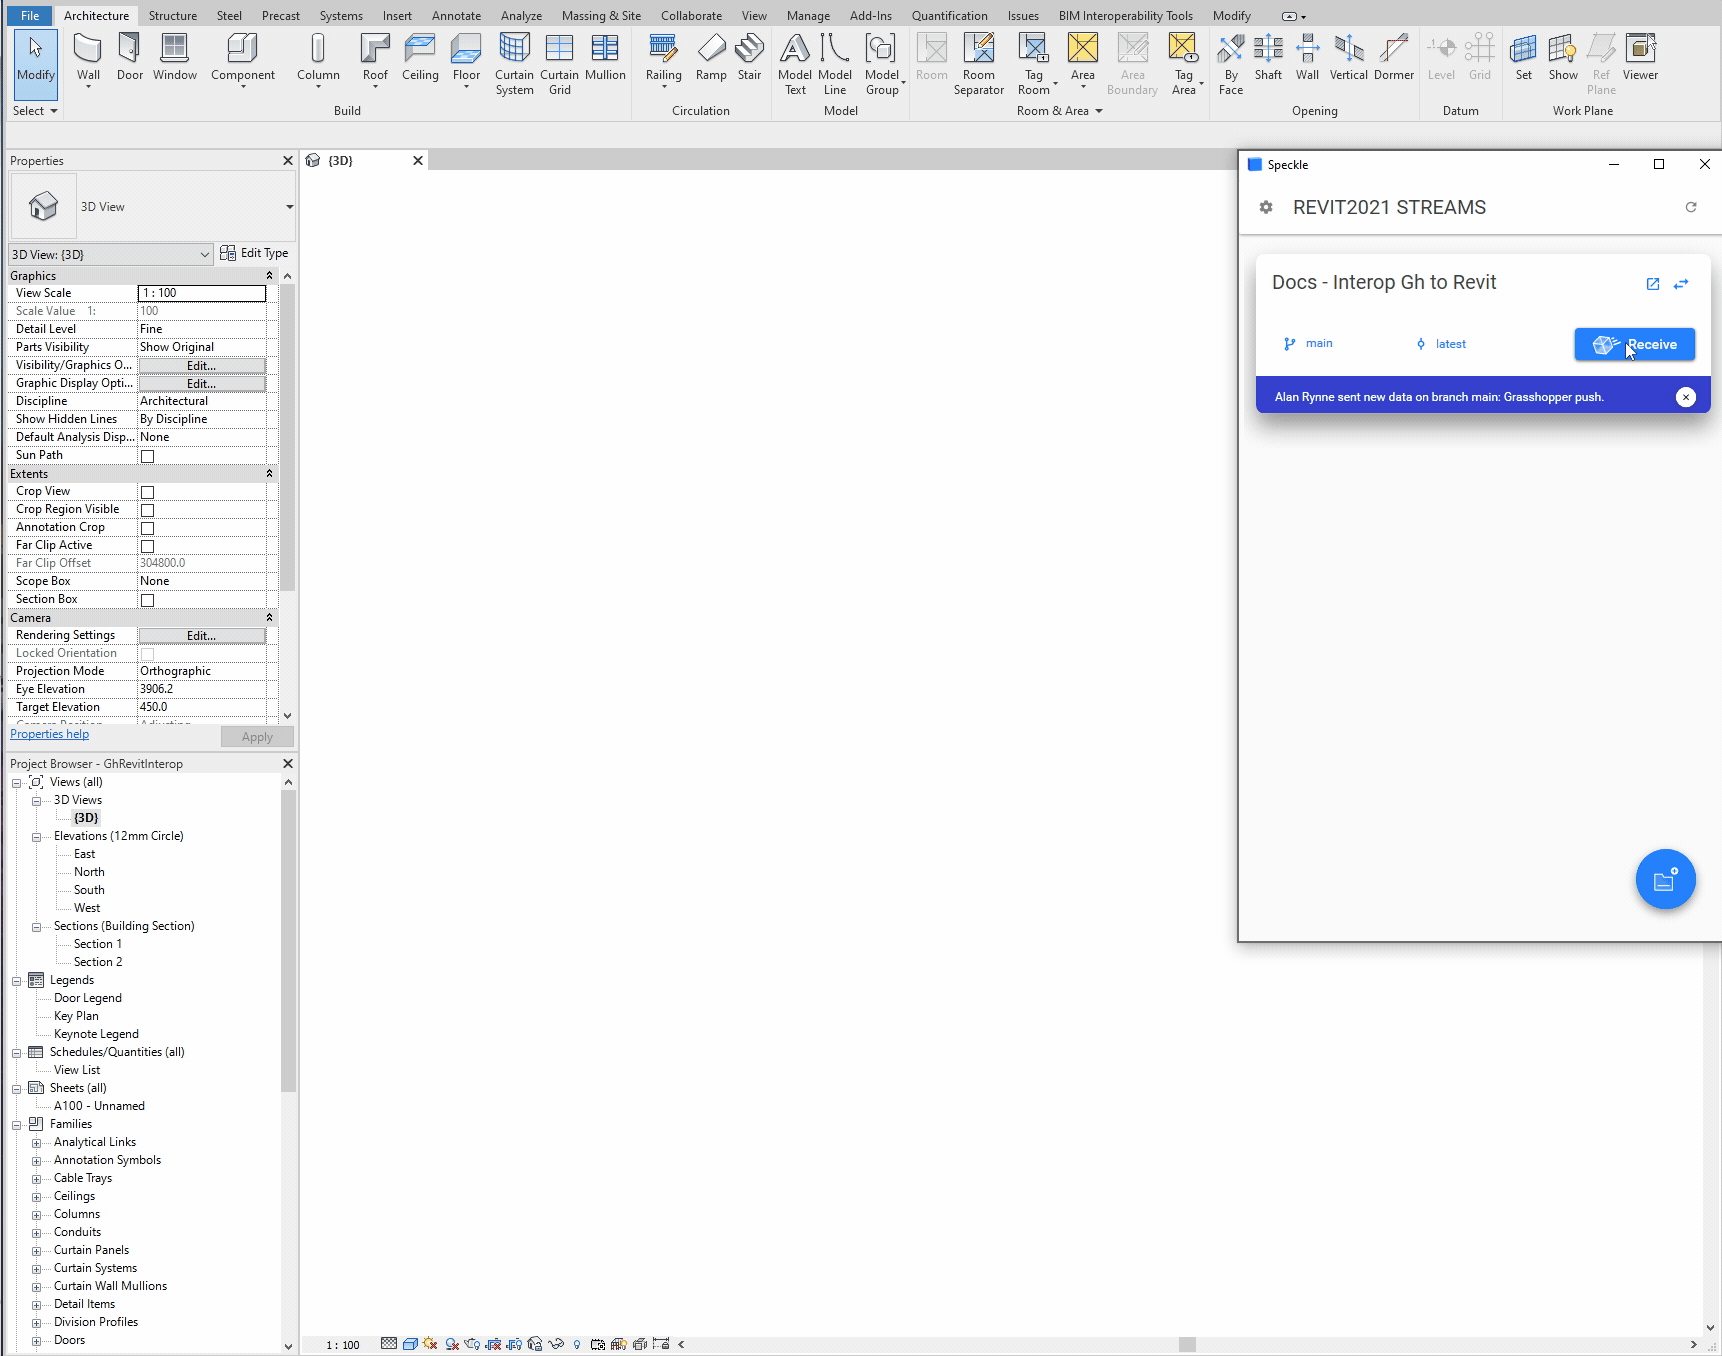 File Architecture Structure Steel Precast Systems Insert Annotate Analyze Massing & Site Collaborate View Manage Add-Ins Quantification Issues BIM Interoperability Tools Modify
Modify Wall Door Window Component Column Roof Ceiling Floor Curtain System Curtain Grid Mullion Railing Ramp Stair Model Text Model Line Model Group Room Room Separator Tag Room Area Area Boundary Tag Area By Face Shaft Wall Vertical Dormer Level Grid Set Show Ref Plane Viewer
Select Build Circulation Model Room & Area Opening Datum Work Plane
Properties
3D View
3D View: {3D} Edit Type
Graphics
View Scale 1 : 100
Scale Value 1: 100
Detail Level Fine
Parts Visibility Show Original
Visibility/Graphics O... Edit...
Graphic Display Opti... Edit...
Discipline Architectural
Show Hidden Lines By Discipline
Default Analysis Disp... None
Sun Path
Extents
Crop View
Crop Region Visible
Annotation Crop
Far Clip Active
Far Clip Offset 304800.0
Scope Box None
Section Box
Camera
Rendering Settings Edit...
Locked Orientation
Projection Mode Orthographic
Eye Elevation 3906.2
Target Elevation 450.0
Properties help Apply
Project Browser - GhRevitInterop
Views (all)
3D Views
{3D}
Elevations (12mm Circle)
East
North
South
West
Sections (Building Section)
Section 1
Section 2
Legends
Door Legend
Key Plan
Keynote Legend
Schedules/Quantities (all)
View List
Sheets (all)
A100 - Unnamed
Families
Analytical Links
Annotation Symbols
Cable Trays
Ceilings
Columns
Conduits
Curtain Panels
Curtain Systems
Curtain Wall Mullions
Detail Items
Division Profiles
Doors
{3D}
1 : 100
Speckle
REVIT2021 STREAMS
Docs - Interop Gh to Revit
main latest Receive
Alan Rynne sent new data on branch main: Grasshopper push.